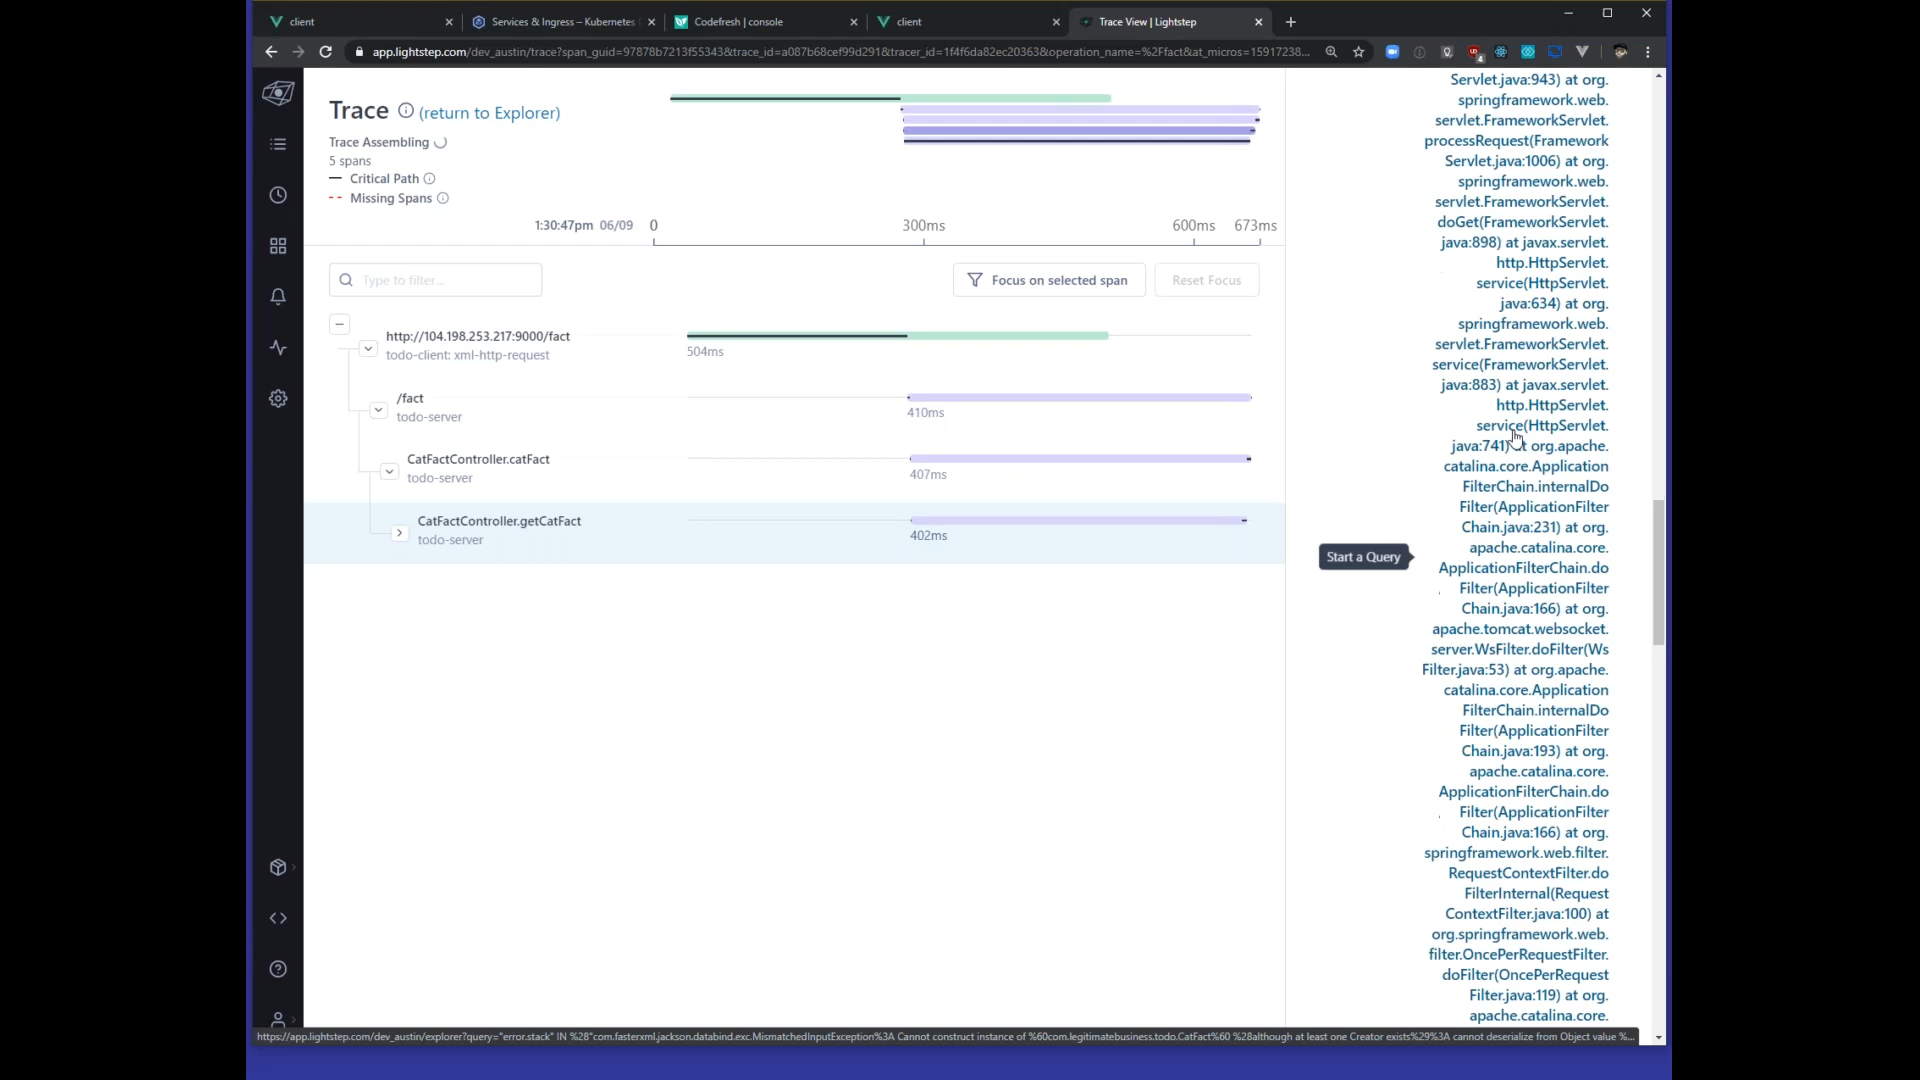 client
Services & Ingress – Kubernetes
Codefresh | console
client
Trace View | Lightstep
app.lightstep.com/dev_austin/trace?span_guid=97878b7213f55343&trace_id=a087b68cef99d291&tracer_id=1f4f6da82ec20363&operation_name=%2Ffact&at_micros=15917238...
4
Trace (return to Explorer)
Trace Assembling
5 spans
Critical Path
Missing Spans
1:30:47pm 06/09
0
300ms
600ms
673ms
Type to filter...
Focus on selected span
Reset Focus
http://104.198.253.217:9000/fact
todo-client: xml-http-request
504ms
/fact
todo-server
410ms
CatFactController.catFact
todo-server
407ms
CatFactController.getCatFact
todo-server
402ms
Servlet.java:943) at org.
springframework.web.
servlet.FrameworkServlet.
processRequest(Framework
Servlet.java:1006) at org.
springframework.web.
servlet.FrameworkServlet.
doGet(FrameworkServlet.
java:898) at javax.servlet.
http.HttpServlet.
service(HttpServlet.
java:634) at org.
springframework.web.
servlet.FrameworkServlet.
service(FrameworkServlet.
java:883) at javax.servlet.
http.HttpServlet.
service(HttpServlet.
java:741) at org.apache.
catalina.core.Application
FilterChain.internalDo
Filter(ApplicationFilter
Chain.java:231) at org.
apache.catalina.core.
Start a Query
ApplicationFilterChain.do
Filter(ApplicationFilter
Chain.java:166) at org.
apache.tomcat.websocket.
server.WsFilter.doFilter(Ws
Filter.java:53) at org.apache.
catalina.core.Application
FilterChain.internalDo
Filter(ApplicationFilter
Chain.java:193) at org.
apache.catalina.core.
ApplicationFilterChain.do
Filter(ApplicationFilter
Chain.java:166) at org.
springframework.web.filter.
RequestContextFilter.do
FilterInternal(Request
ContextFilter.java:100) at
org.springframework.web.
filter.OncePerRequestFilter.
doFilter(OncePerRequest
Filter.java:119) at org.
apache.catalina.core.
https://app.lightstep.com/dev_austin/explorer?query="error.stack" IN %28"com.fasterxml.jackson.databind.exc.MismatchedInputException%3A Cannot construct instance of %60com.legitimatebusiness.todo.CatFact%60 %28although at least one Creator exists%29%3A cannot deserialize from Object value %...